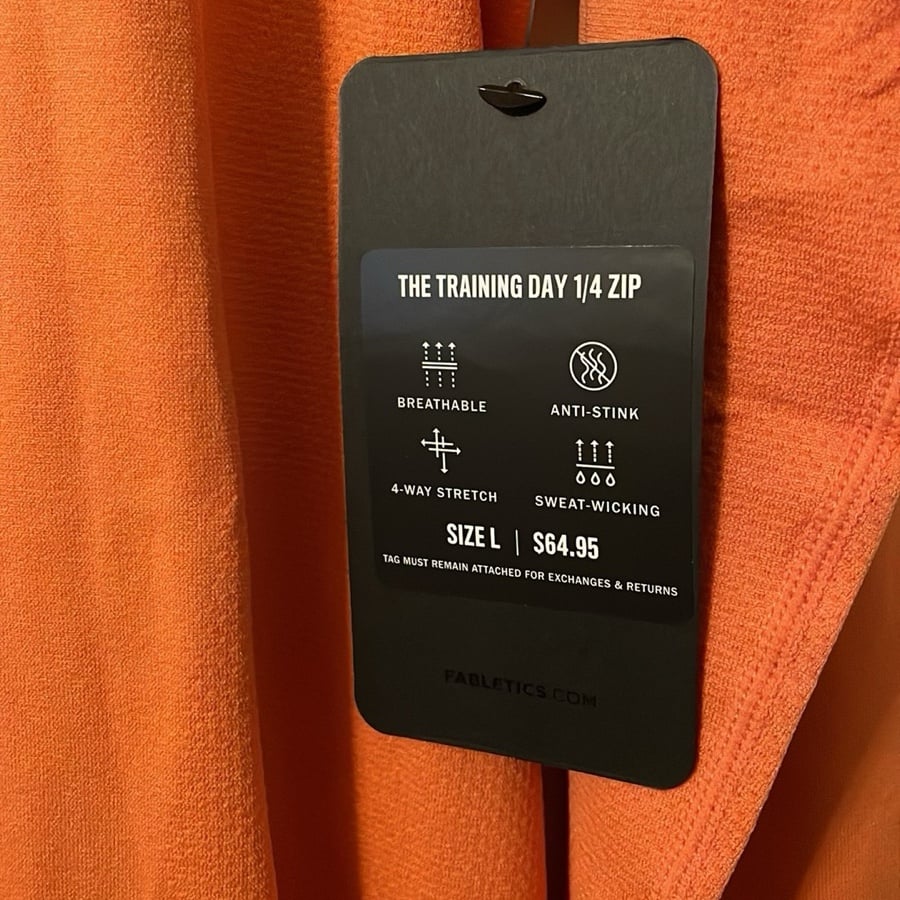 THE TRAINING DAY 1/4 ZIP
BREATHABLE
ANTI-STINK
4-WAY STRETCH
SWEAT-WICKING
SIZE L | $64.95
TAG MUST REMAIN ATTACHED FOR EXCHANGES & RETURNS
FABLETICS.COM